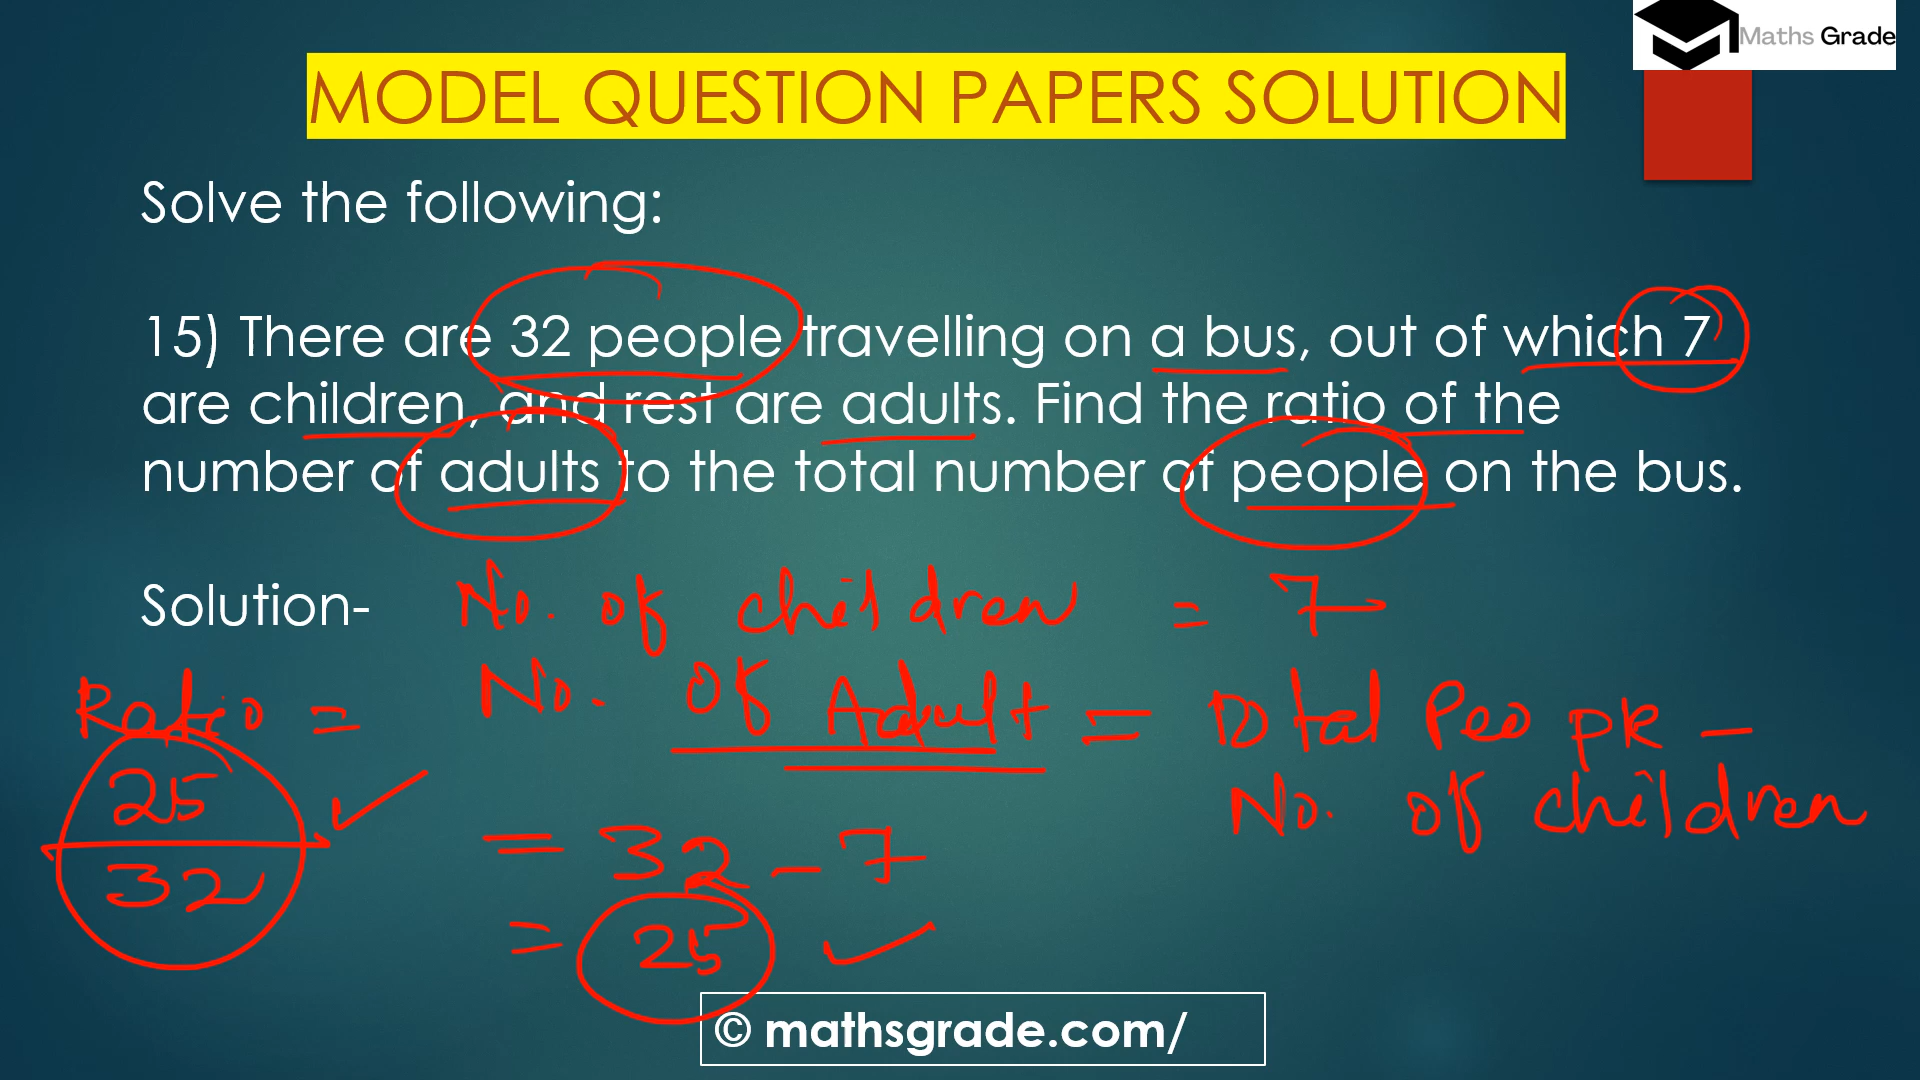 Maths Grade
MODEL QUESTION PAPERS SOLUTION
Solve the following:
15) There are 32 people travelling on a bus, out of which 7
are children, and rest are adults. Find the ratio of the
number of adults to the total number of people on the bus.
Solution-
No. of children = 7
No. of Adult = Total People -
No. of children
= 32 - 7
= 25
Ratio =
25
32
© mathsgrade.com/